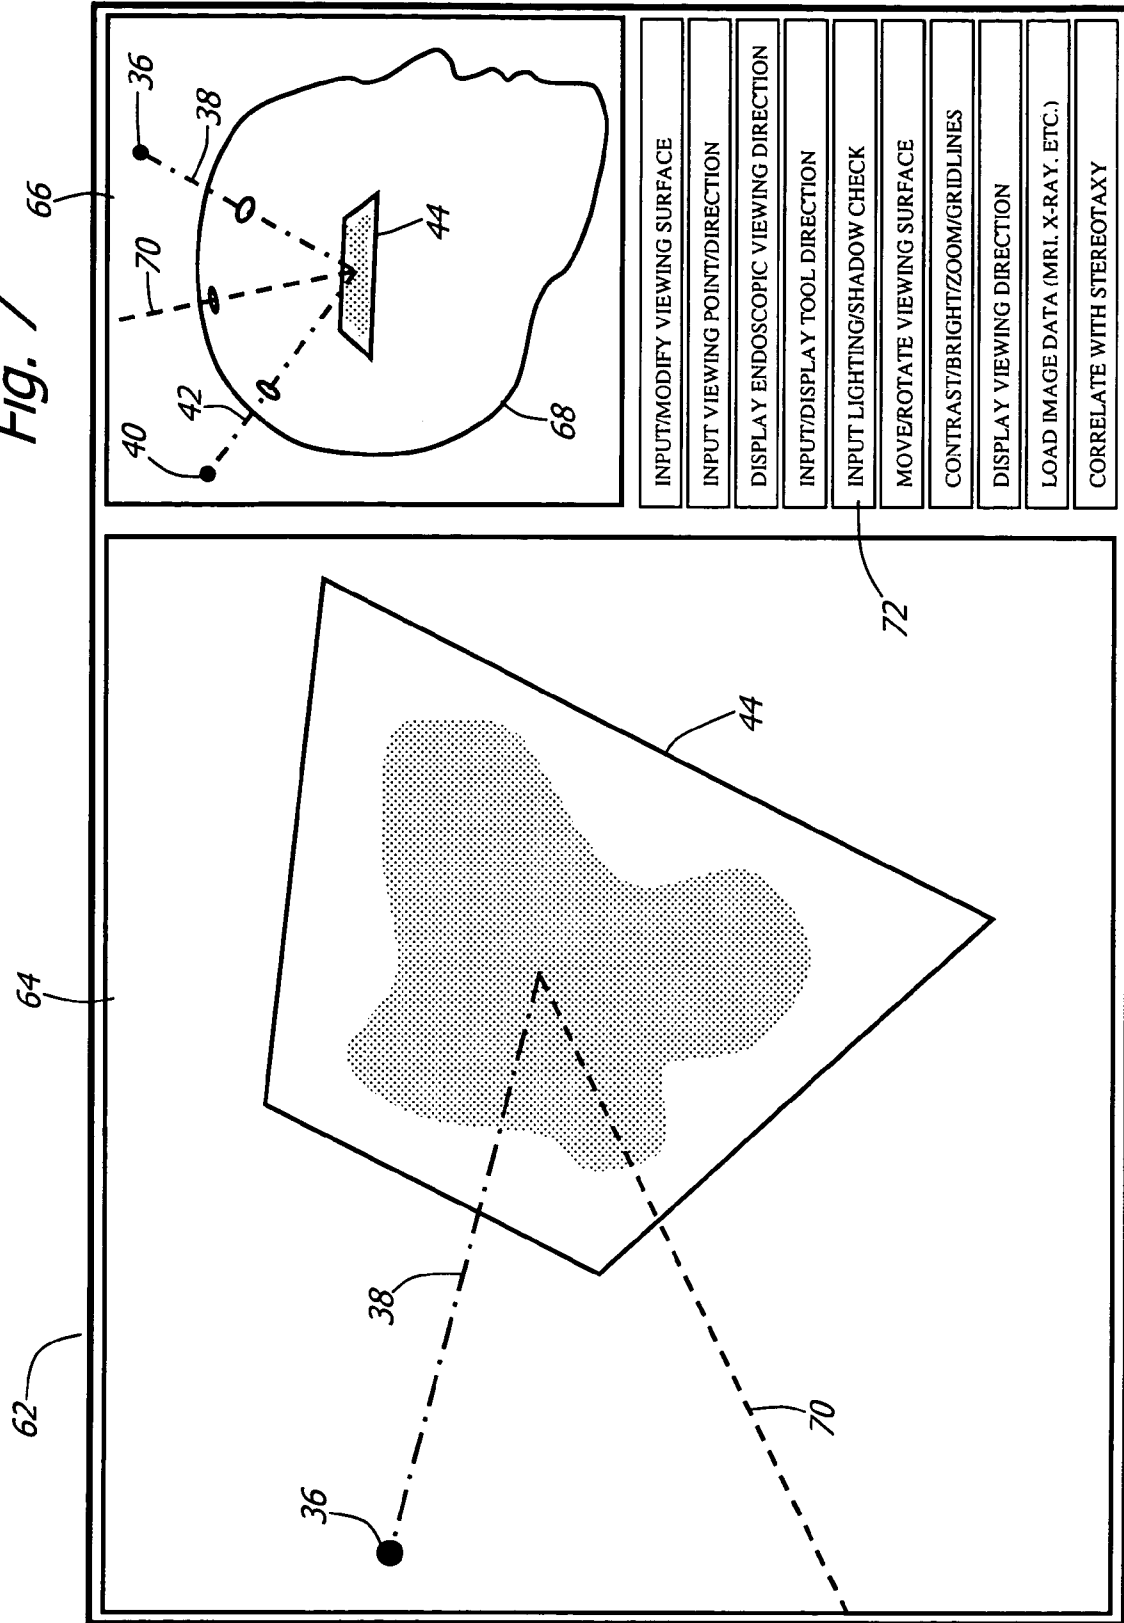 Fig. 7
62
64
66
36
38
70
44
40
42
70
38
36
44
68
72
INPUT/MODIFY VIEWING SURFACE
INPUT VIEWING POINT/DIRECTION
DISPLAY ENDOSCOPIC VIEWING DIRECTION
INPUT/DISPLAY TOOL DIRECTION
INPUT LIGHTING/SHADOW CHECK
MOVE/ROTATE VIEWING SURFACE
CONTRAST/BRIGHT/ZOOM/GRIDLINES
DISPLAY VIEWING DIRECTION
LOAD IMAGE DATA (MRI, X-RAY, ETC.)
CORRELATE WITH STEREOTAXY